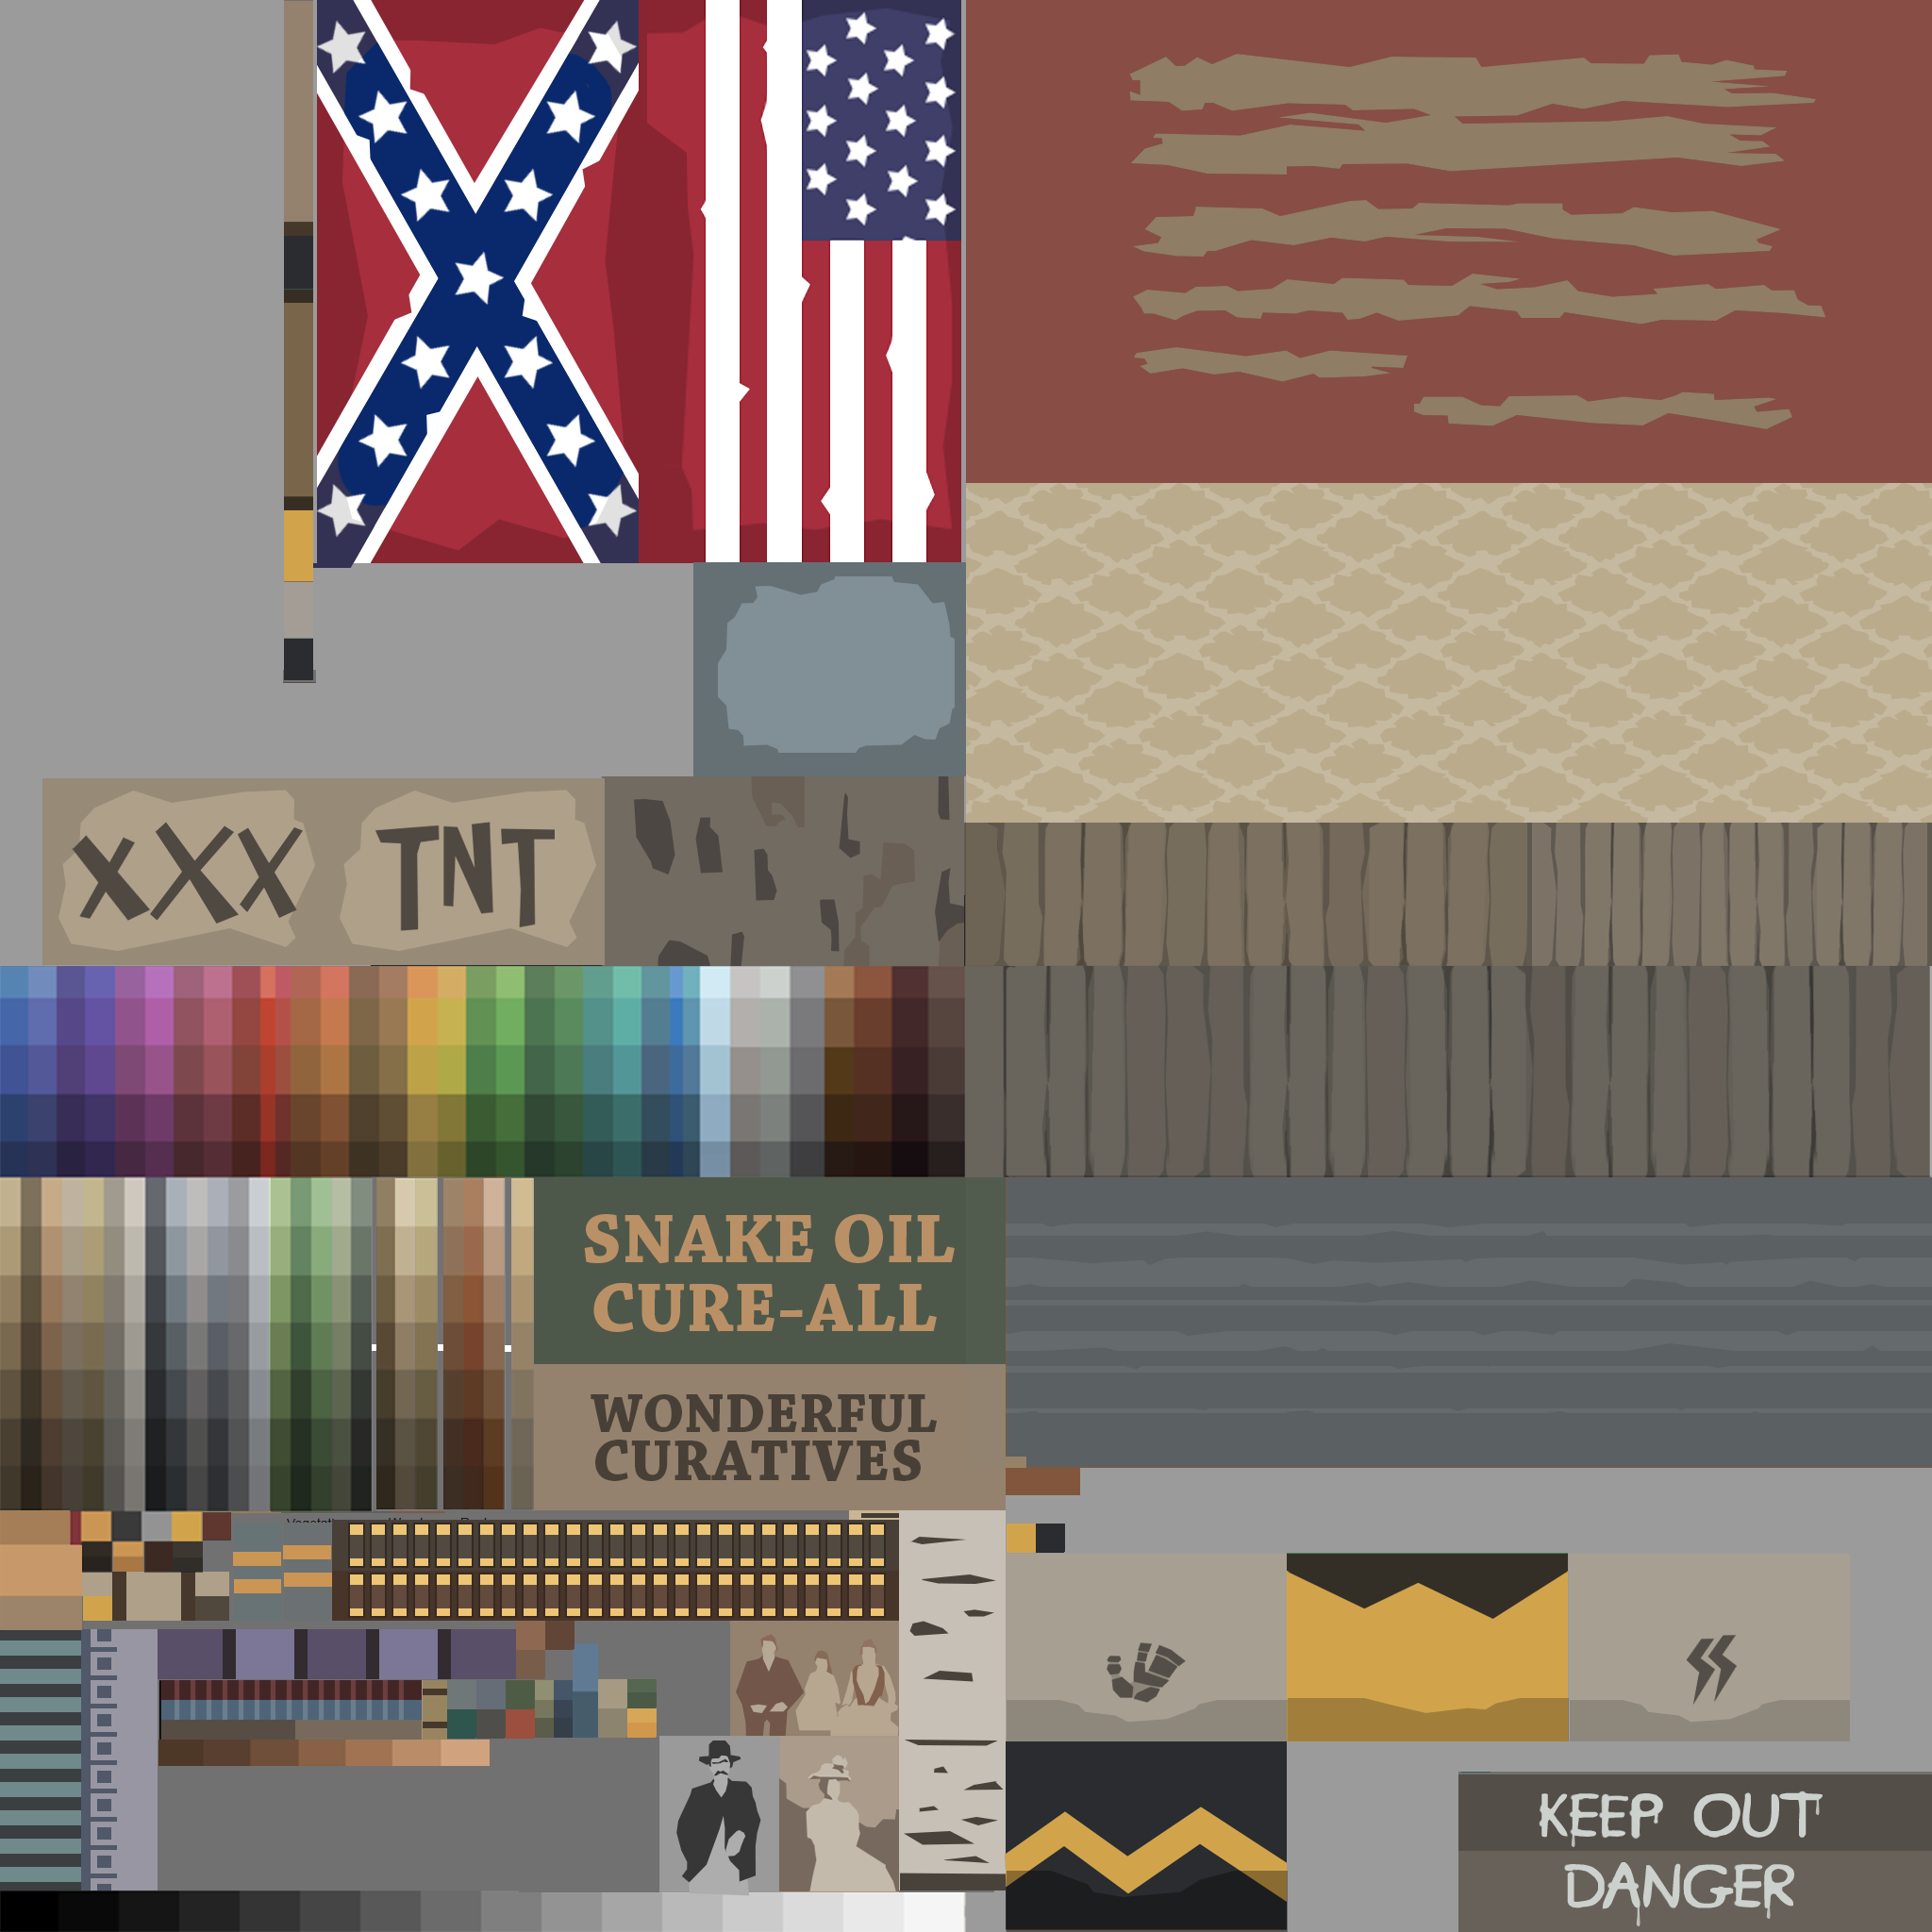 XXX
TNT
SNAKE OIL
CURE-ALL
WONDERFUL
CURATIVES
KEEP OUT
DANGER